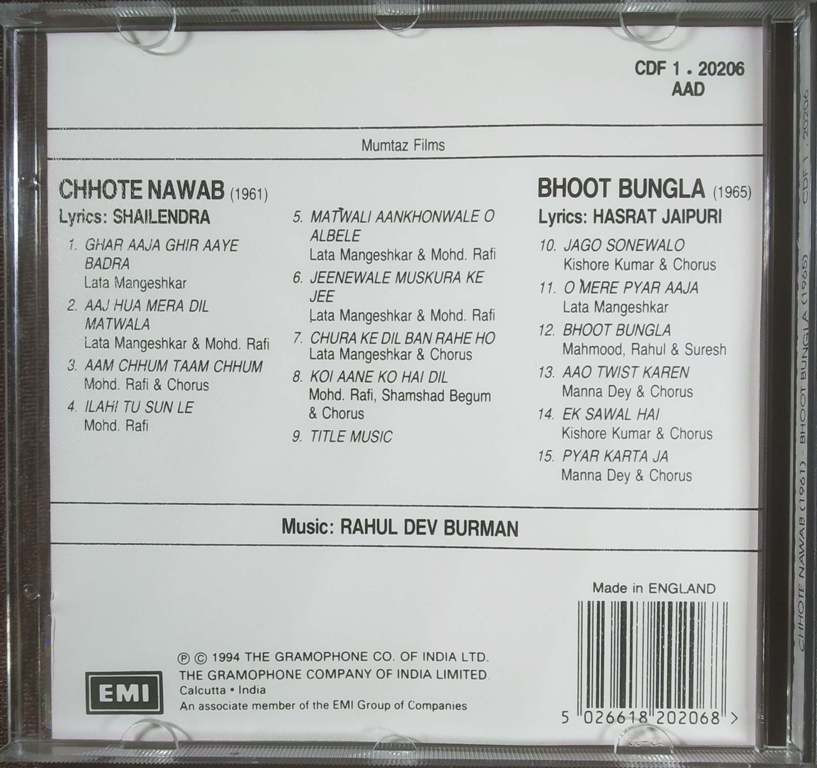 CDF 1 . 20206
AAD
Mumtaz Films
CHHOTE NAWAB (1961)
Lyrics: SHAILENDRA
1. GHAR AAJA GHIR AAYE
BADRA
Lata Mangeshkar
2. AAJ HUA MERA DIL
MATWALA
Lata Mangeshkar & Mohd. Rafi
3. AAM CHHUM TAAM CHHUM
Mohd. Rafi & Chorus
4. ILAHI TU SUN LE
Mohd. Rafi
5. MATWALI AANKHONWALE O
ALBELE
Lata Mangeshkar & Mohd. Rafi
6. JEENEWALE MUSKURA KE
JEE
Lata Mangeshkar & Mohd. Rafi
7. CHURA KE DIL BAN RAHE HO
Lata Mangeshkar & Chorus
8. KOI AANE KO HAI DIL
Mohd. Rafi, Shamshad Begum
& Chorus
9. TITLE MUSIC
BHOOT BUNGLA (1965)
Lyrics: HASRAT JAIPURI
10. JAGO SONEWALO
Kishore Kumar & Chorus
11. O MERE PYAR AAJA
Lata Mangeshkar
12. BHOOT BUNGLA
Mahmood, Rahul & Suresh
13. AAO TWIST KAREN
Manna Dey & Chorus
14. EK SAWAL HAI
Kishore Kumar & Chorus
15. PYAR KARTA JA
Manna Dey & Chorus
Music: RAHUL DEV BURMAN
Made in ENGLAND
5 026618 202068 >
EMI
℗ © 1994 THE GRAMOPHONE CO. OF INDIA LTD.
THE GRAMOPHONE COMPANY OF INDIA LIMITED
Calcutta • India
An associate member of the EMI Group of Companies
CHHOTE NAWAB (1961) - BHOOT BUNGLA (1965) CDF 1 . 20206